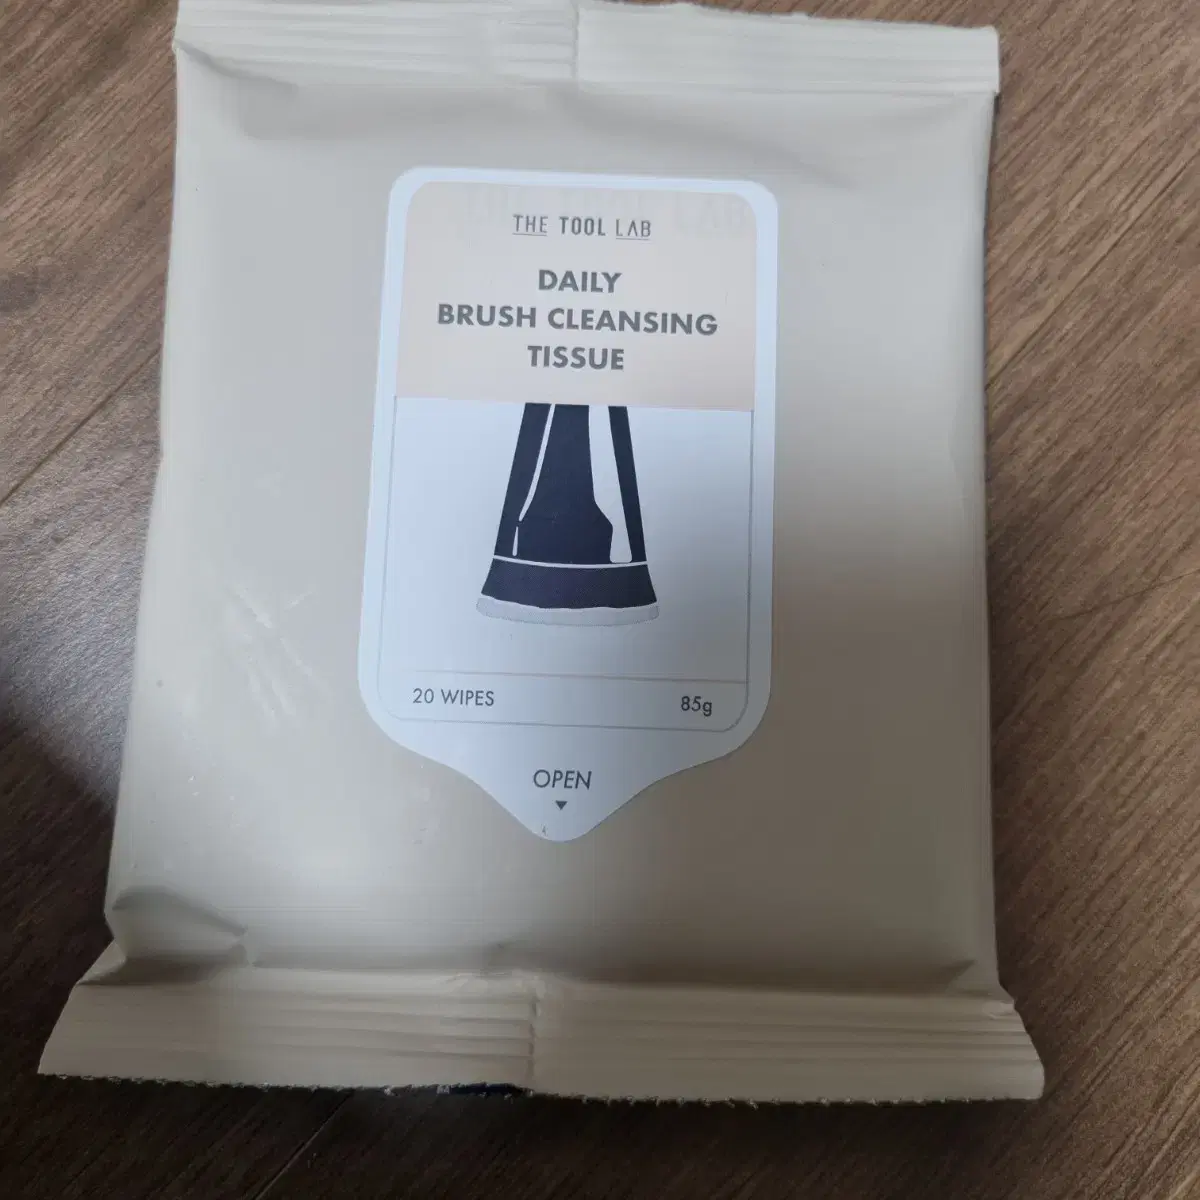 THE TOOL LAB
DAILY
BRUSH CLEANSING
TISSUE
20 WIPES 85g
OPEN